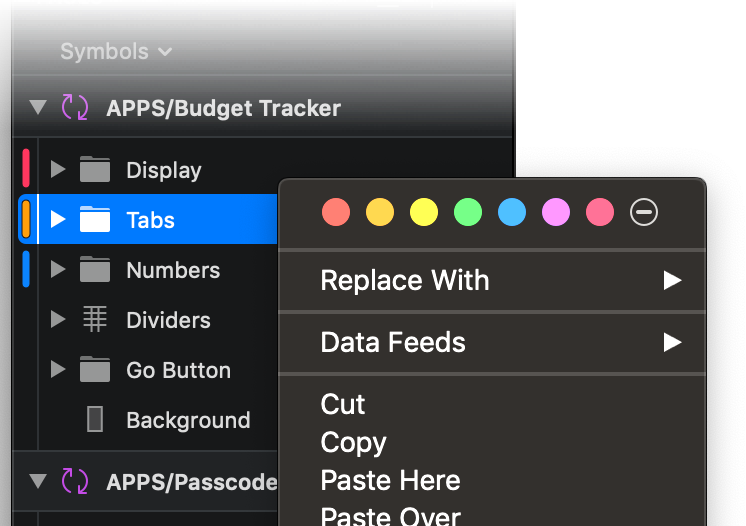 Symbols
APPS/Budget Tracker
Display
Tabs
Numbers
Dividers
Go Button
Background
APPS/Passcode
Replace With
Data Feeds
Cut
Copy
Paste Here
Paste Over